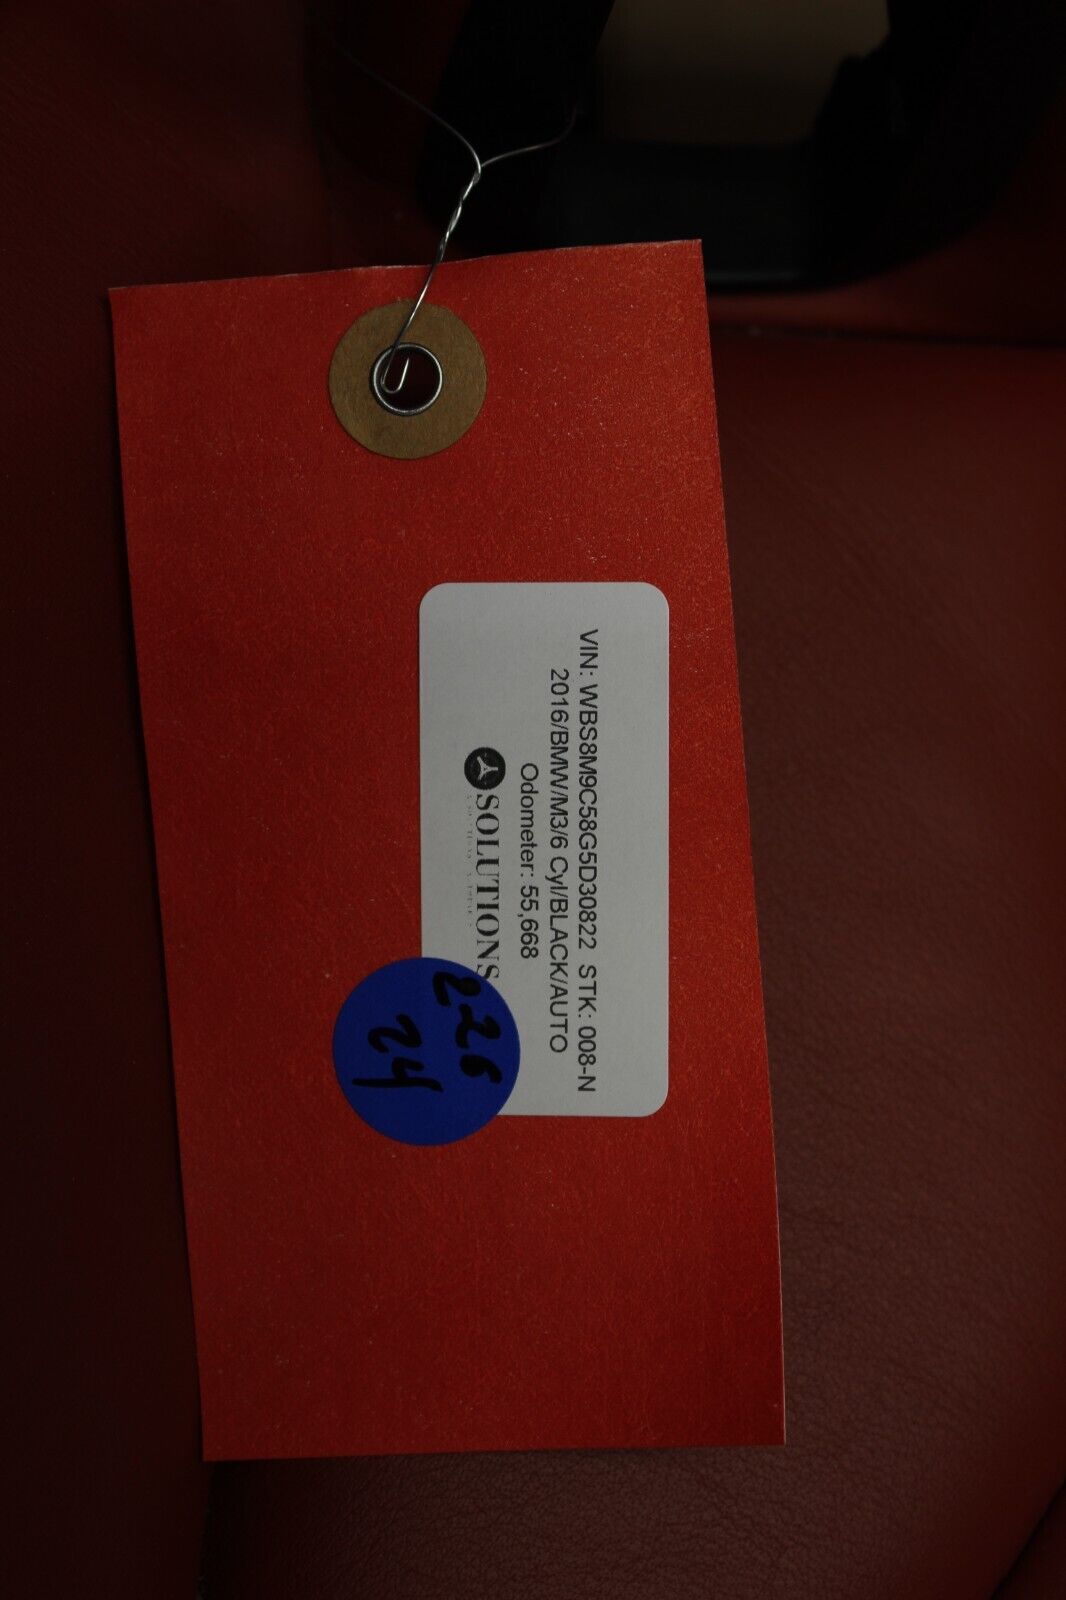 VIN: WBS8M9C58G5D30822 STK: 008-N
2016/BMW/M3/6 Cyl/BLACK/AUTO
Odometer: 55,668
SOLUTIONS
226
24